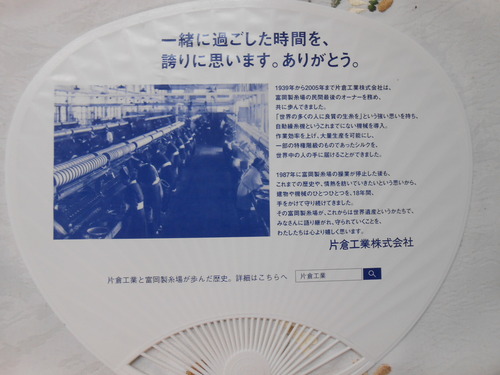 一緒に過ごした時間を、
誇りに思います。ありがとう。
1939年から2005年まで片倉工業株式会社は、
富岡製糸場の民間最後のオーナーを務め、
共に歩んできました。
「世界の多くの人に良質の生糸を」という強い思いを持ち、
自動繰糸機というこれまでにない機械を導入。
作業効率を上げ、大量生産を可能にし、
一部の特権階級のものであったシルクを、
世界中の人の手に届けることができました。
1987年に富岡製糸場の操業が停止した後も、
これまでの歴史や、情熱を紡いでいきたいという思いから、
建物や機械のひとつひとつを、18年間、
手をかけて守り続けてきました。
その富岡製糸場が、これからは世界遺産というかたちで、
みなさんに語り継がれ、守られていくことを、
わたしたちは心より嬉しく思います。
片倉工業株式会社
片倉工業と富岡製糸場が歩んだ歴史。詳細はこちらへ 片倉工業